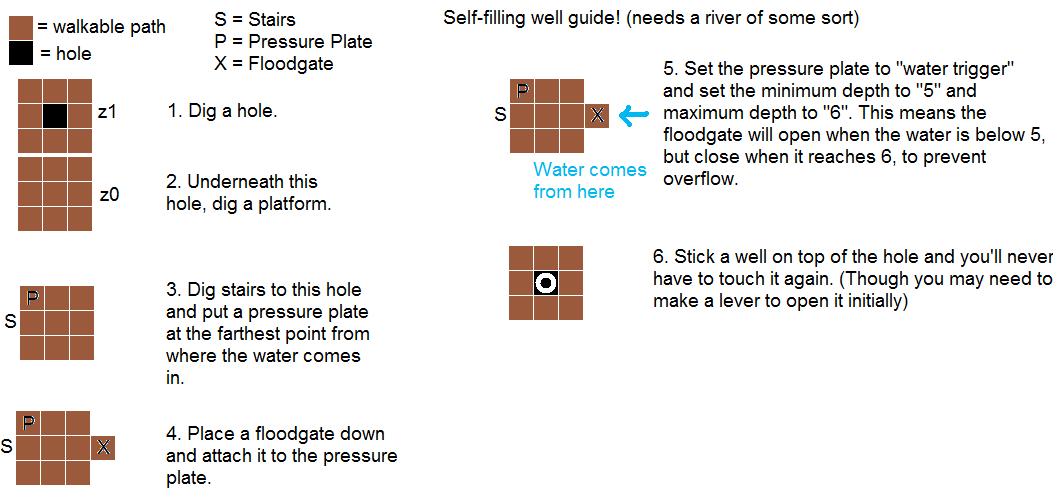 = walkable path
= hole
S = Stairs
P = Pressure Plate
X = Floodgate
z1
1. Dig a hole.
z0
2. Underneath this
hole, dig a platform.
P
S
3. Dig stairs to this hole
and put a pressure plate
at the farthest point from
where the water comes
in.
P
S
X
4. Place a floodgate down
and attach it to the pressure
plate.
Self-filling well guide! (needs a river of some sort)
P
S
X
Water comes
from here
5. Set the pressure plate to "water trigger"
and set the minimum depth to "5" and
maximum depth to "6". This means the
floodgate will open when the water is below 5,
but close when it reaches 6, to prevent
overflow.
6. Stick a well on top of the hole and you'll never
have to touch it again. (Though you may need to
make a lever to open it initially)